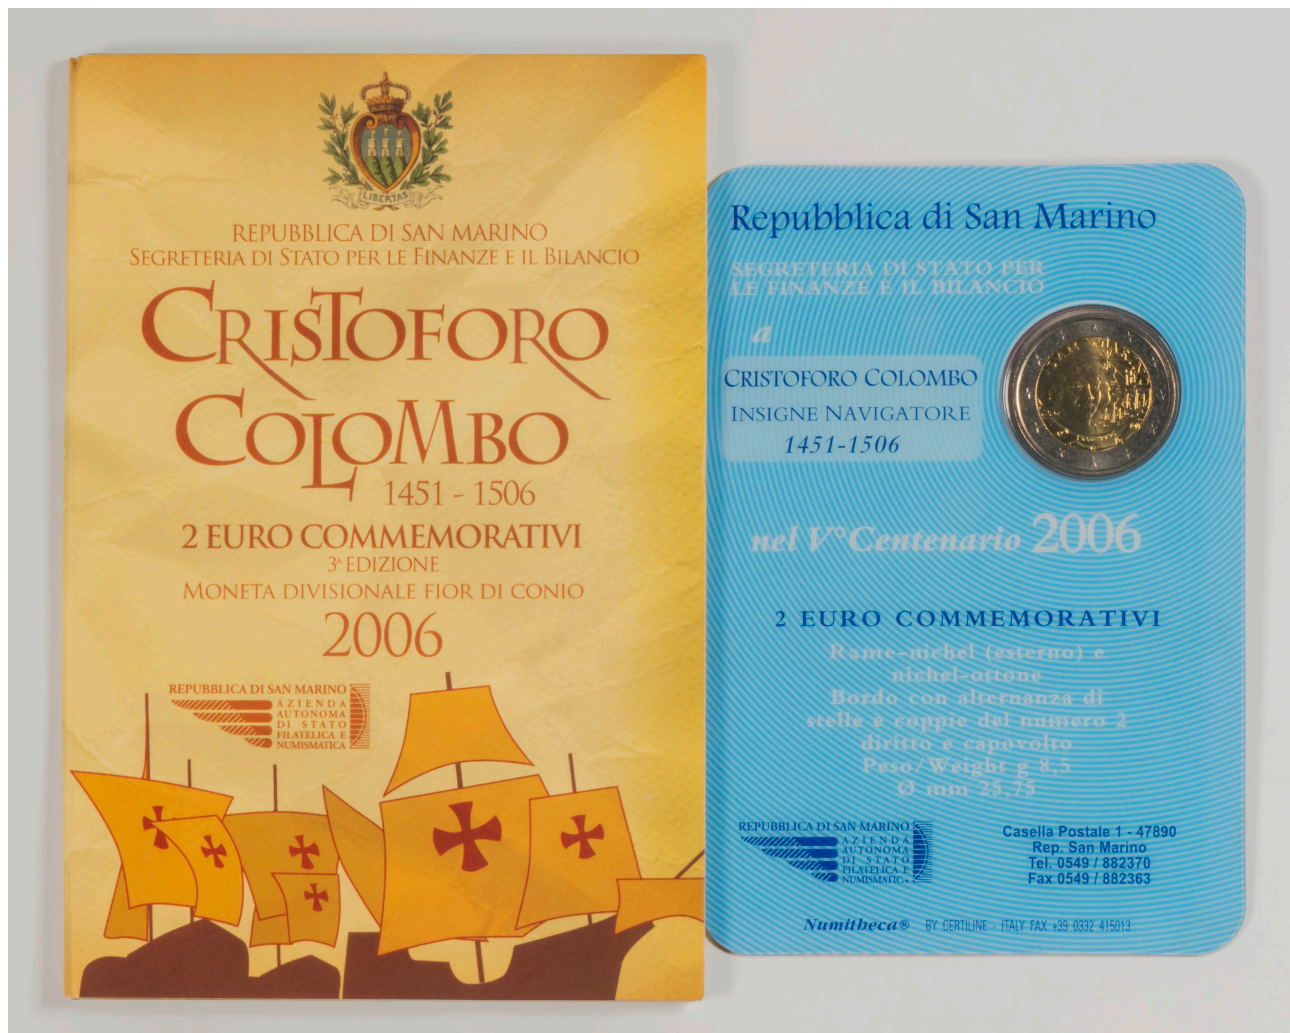 LIBERTAS
REPUBBLICA DI SAN MARINO
SEGRETERIA DI STATO PER LE FINANZE E IL BILANCIO
CRISTOFORO
COLOMBO
1451 - 1506
2 EURO COMMEMORATIVI
3ᴬ EDIZIONE
MONETA DIVISIONALE FIOR DI CONIO
2006
REPUBBLICA DI SAN MARINO
AZIENDA
AUTONOMA
DI STATO
FILATELICA E
NUMISMATICA
Repubblica di San Marino
SEGRETERIA DI STATO PER
LE FINANZE E IL BILANCIO
a
CRISTOFORO COLOMBO
INSIGNE NAVIGATORE
1451-1506
SAN MARINO
nel V°Centenario 2006
2 EURO COMMEMORATIVI
Rame-nichel (esterno) e
nichel-ottone
Bordo con alternanza di
stelle e coppie del numero 2
diritto e capovolto
Peso/Weight g 8,5
Ø mm 25,75
REPUBBLICA DI SAN MARINO
AZIENDA
AUTONOMA
DI STATO
FILATELICA E
NUMISMATICA
Casella Postale 1 - 47890
Rep. San Marino
Tel. 0549 / 882370
Fax 0549 / 882363
Numitheca® BY CERTILINE - ITALY FAX +39 0332 415013